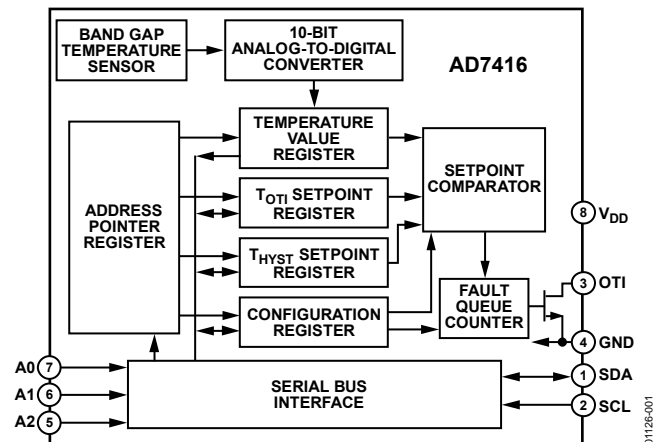 BAND GAP
TEMPERATURE
SENSOR
10-BIT
ANALOG-TO-DIGITAL
CONVERTER
AD7416
TEMPERATURE
VALUE
REGISTER
SETPOINT
COMPARATOR
ADDRESS
POINTER
REGISTER
TOTI SETPOINT
REGISTER
8 VDD
THYST SETPOINT
REGISTER
FAULT
QUEUE
COUNTER
3 OTI
CONFIGURATION
REGISTER
4 GND
A0 7
A1 6
A2 5
SERIAL BUS
INTERFACE
1 SDA
2 SCL
01126-001